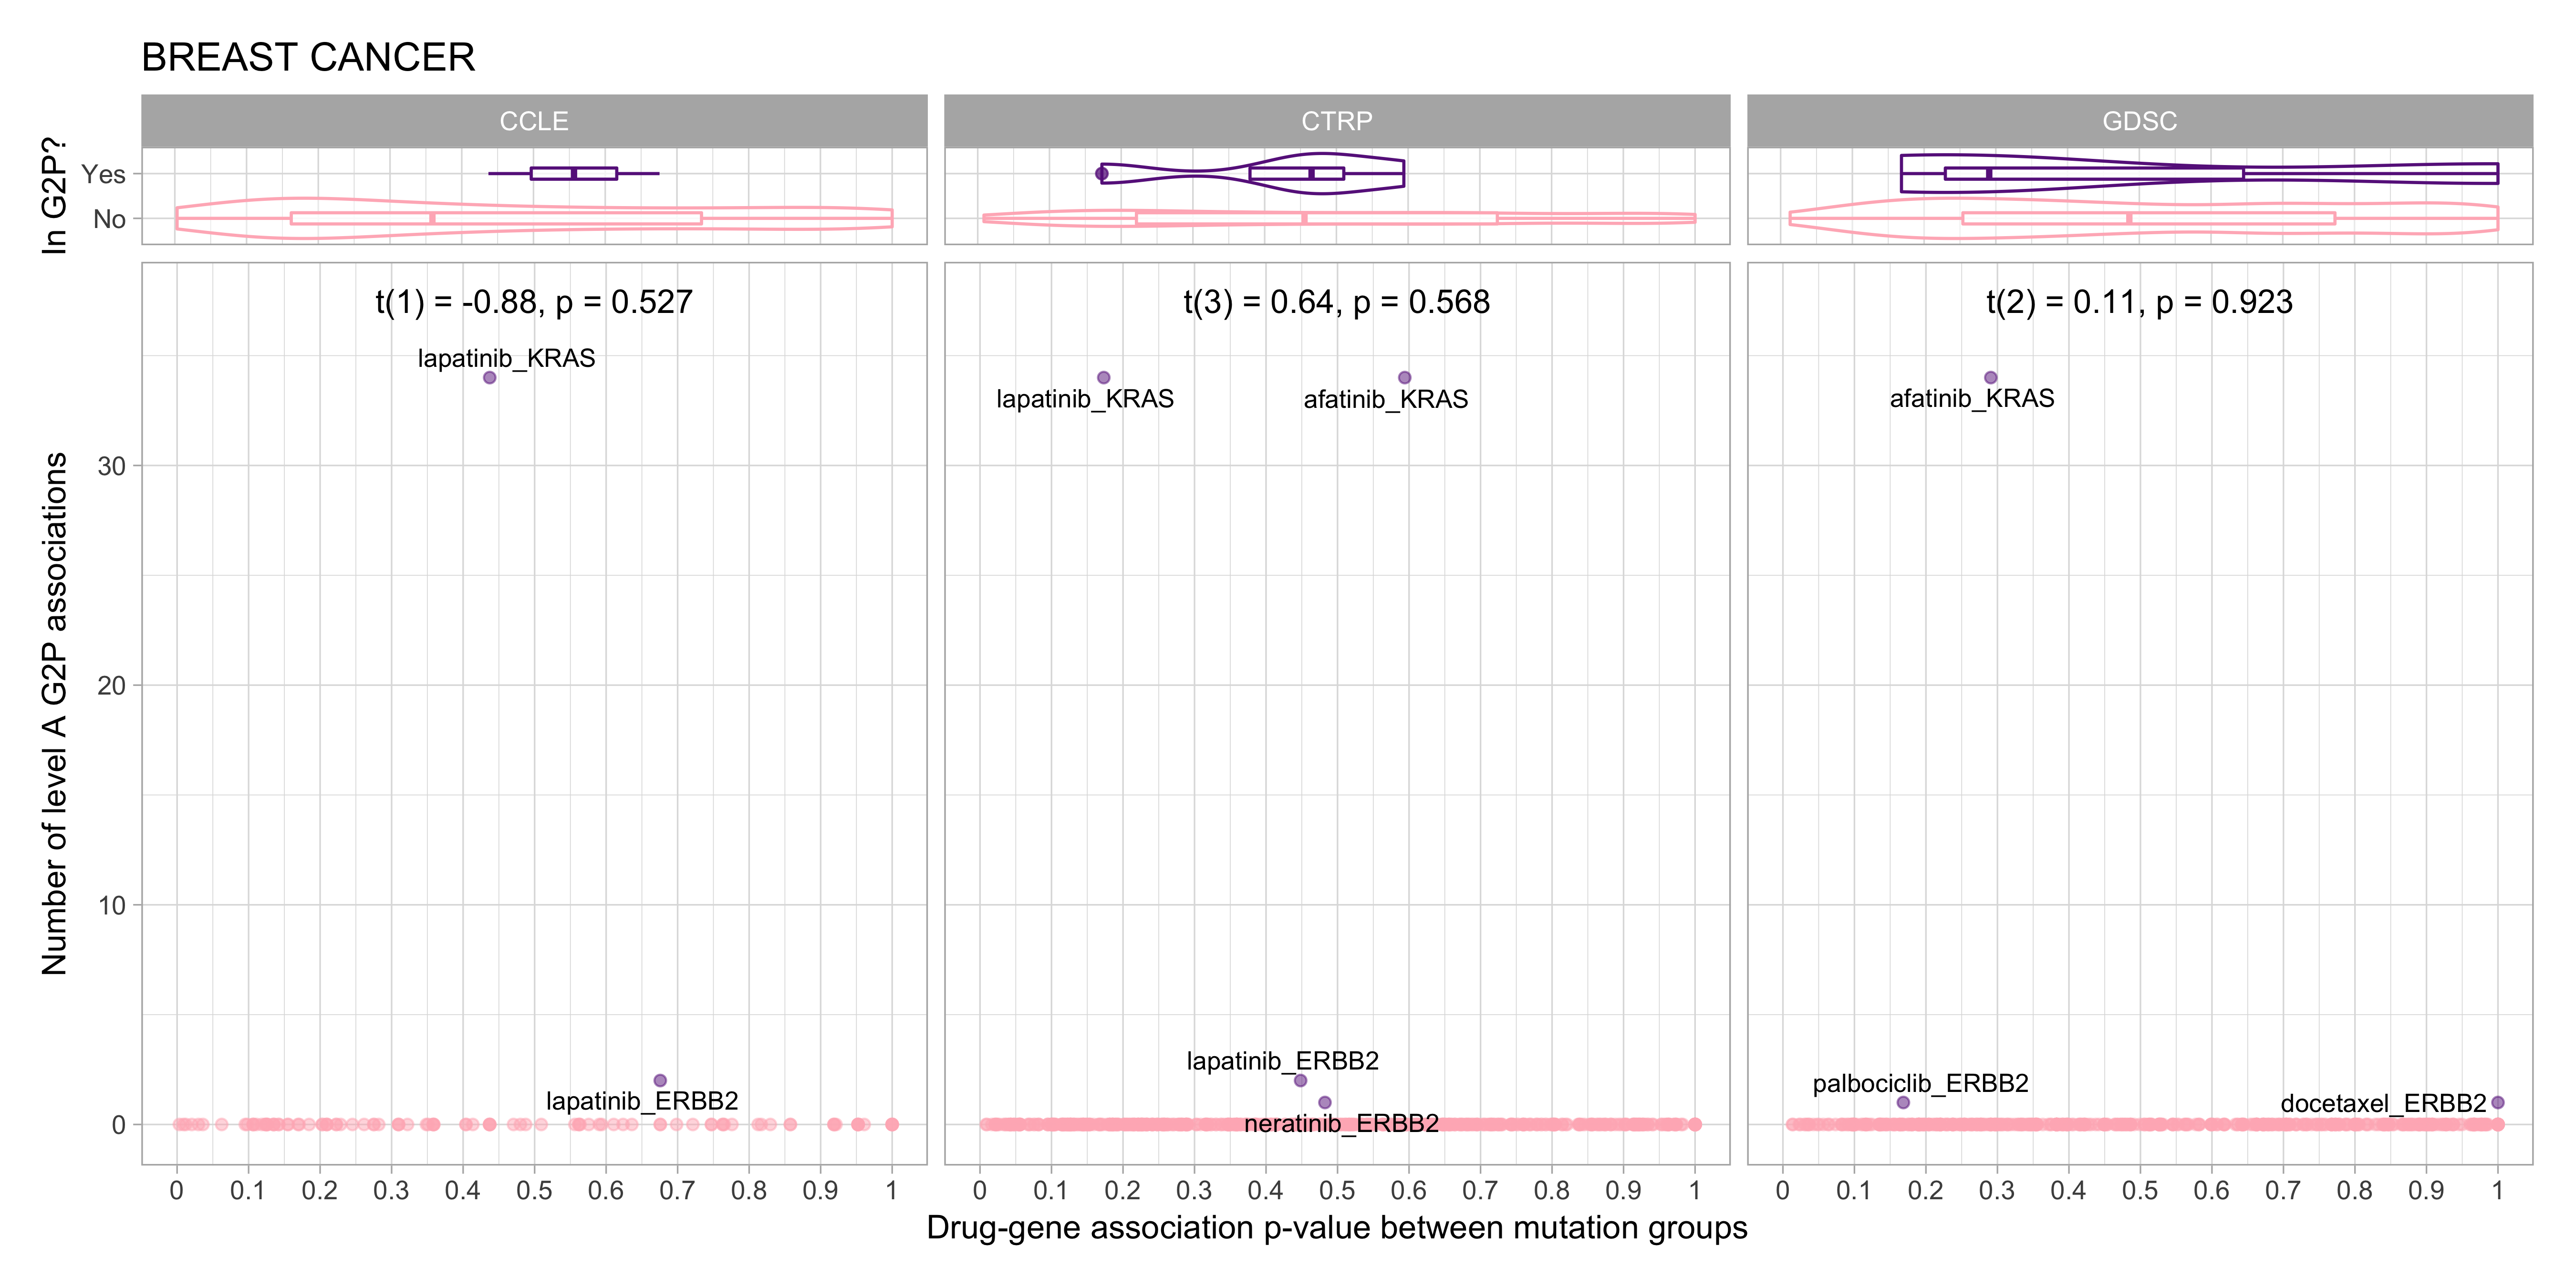 BREAST CANCER
CCLE
CTRP
GDSC
In G2P?
Yes
No
t(1) = -0.88, p = 0.527
t(3) = 0.64, p = 0.568
t(2) = 0.11, p = 0.923
lapatinib_KRAS
lapatinib_KRAS
afatinib_KRAS
afatinib_KRAS
Number of level A G2P associations
30
20
10
0
lapatinib_ERBB2
lapatinib_ERBB2
neratinib_ERBB2
palbociclib_ERBB2
docetaxel_ERBB2
0 0.1 0.2 0.3 0.4 0.5 0.6 0.7 0.8 0.9 1
0 0.1 0.2 0.3 0.4 0.5 0.6 0.7 0.8 0.9 1
0 0.1 0.2 0.3 0.4 0.5 0.6 0.7 0.8 0.9 1
Drug-gene association p-value between mutation groups